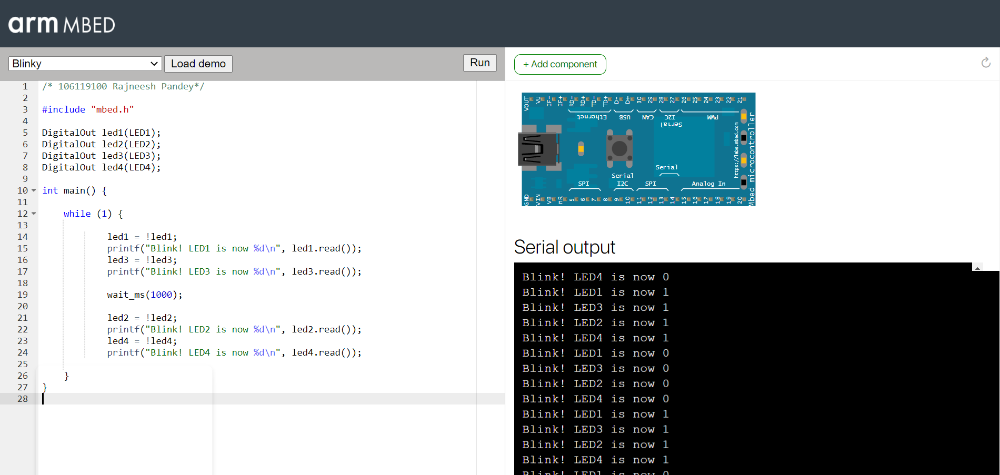 arm MBED
Blinky
Load demo
Run
1 /* 106119100 Rajneesh Pandey*/
2
3 #include "mbed.h"
4
5 DigitalOut led1(LED1);
6 DigitalOut led2(LED2);
7 DigitalOut led3(LED3);
8 DigitalOut led4(LED4);
9
10 int main() {
11
12 while (1) {
13
14 led1 = !led1;
15 printf("Blink! LED1 is now %d\n", led1.read());
16 led3 = !led3;
17 printf("Blink! LED3 is now %d\n", led3.read());
18
19 wait_ms(1000);
20
21 led2 = !led2;
22 printf("Blink! LED2 is now %d\n", led2.read());
23 led4 = !led4;
24 printf("Blink! LED4 is now %d\n", led4.read());
25
26 }
27 }
28
+ Add component
VOUT VU IF- IF+ RD- RD+ TD- TD+ D- D+ 30 29 28 27 26 25 24 23 22 21
Ethernet USB CAN I2C PWM
Serial
https://labs.mbed.com
Mbed microcontroller
Serial
Serial
SPI I2C SPI Analog In
GND VIN VB nR 5 6 7 8 9 10 11 12 13 14 15 16 17 18 19 20
Serial output
Blink! LED4 is now 0
Blink! LED1 is now 1
Blink! LED3 is now 1
Blink! LED2 is now 1
Blink! LED4 is now 1
Blink! LED1 is now 0
Blink! LED3 is now 0
Blink! LED2 is now 0
Blink! LED4 is now 0
Blink! LED1 is now 1
Blink! LED3 is now 1
Blink! LED2 is now 1
Blink! LED4 is now 1
Blink! LED1 is now 0